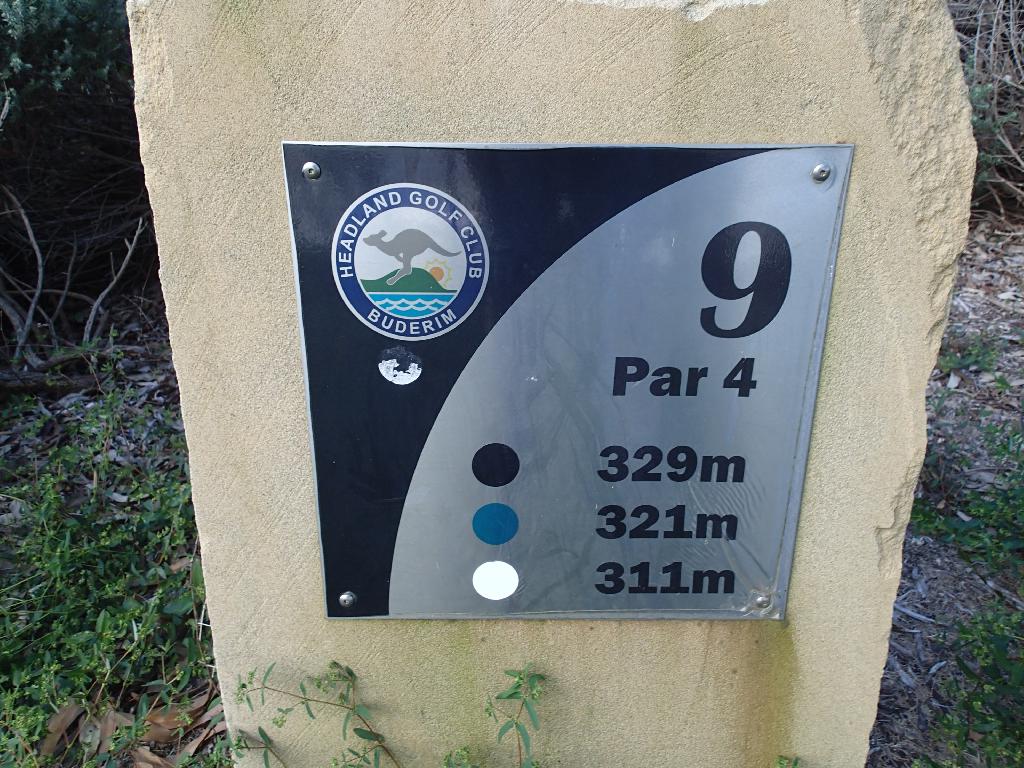 HEADLAND GOLF CLUB
BUDERIM
9
Par 4
329m
321m
311m